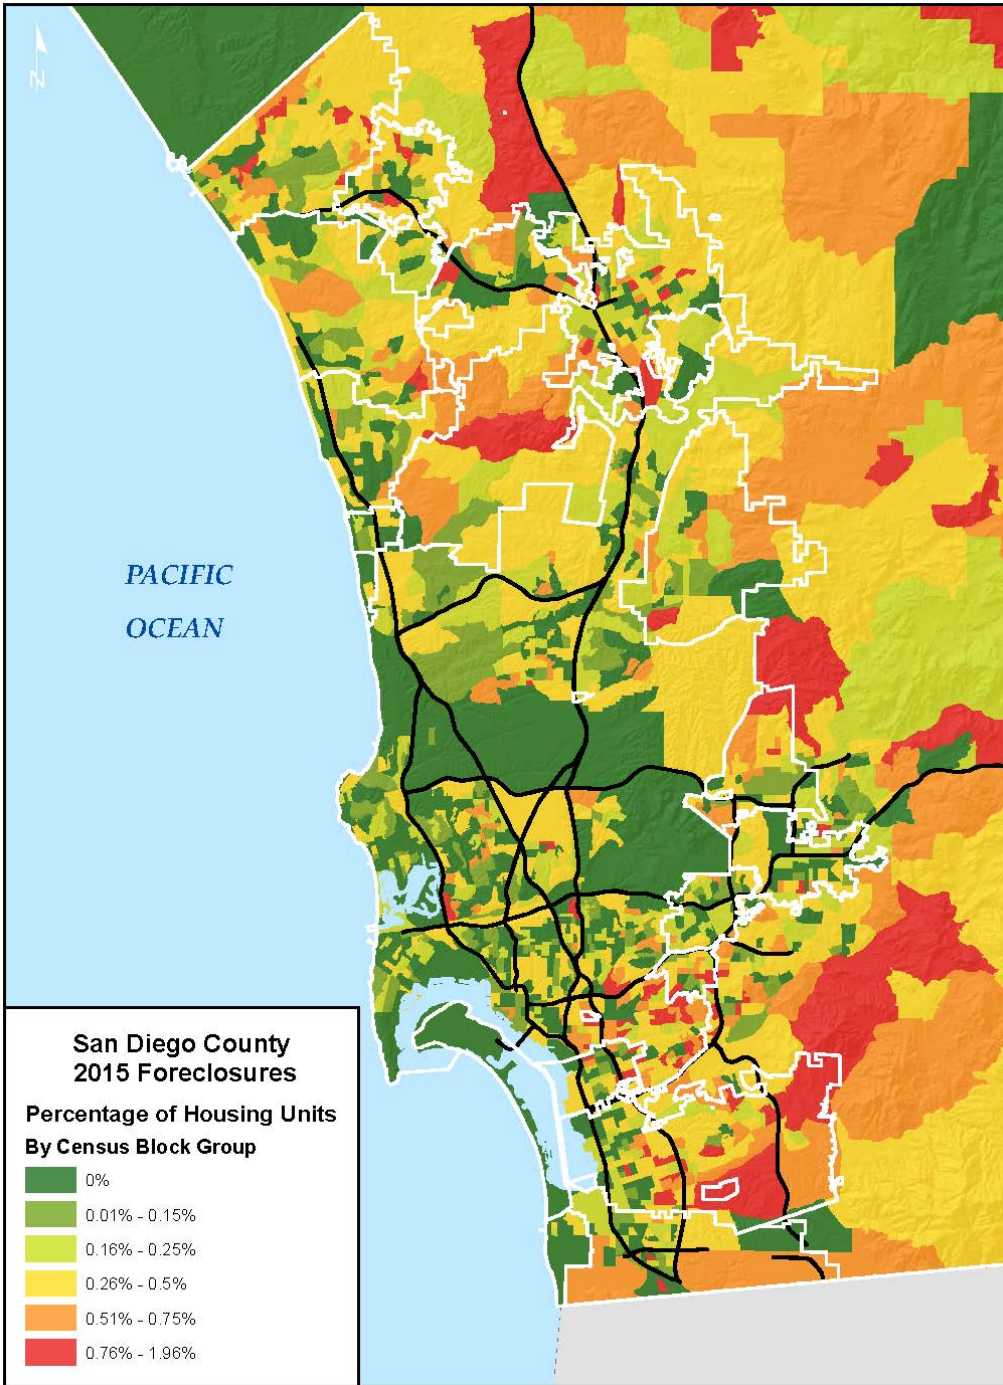 N
PACIFIC
OCEAN
San Diego County
2015 Foreclosures
Percentage of Housing Units
By Census Block Group
0%
0.01% - 0.15%
0.16% - 0.25%
0.26% - 0.5%
0.51% - 0.75%
0.76% - 1.96%